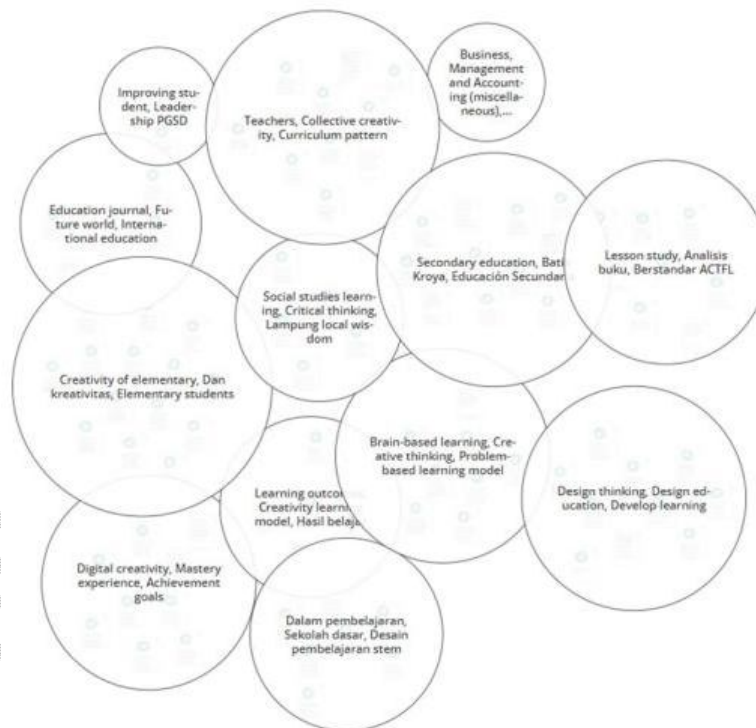 Business,
Management
and Account-
ing (miscella-
neous),...
Improving stu-
dent, Leader-
ship PGSD
Teachers, Collective creativ-
ity, Curriculum pattern
Education journal, Fu-
ture world, Interna-
tional education
Secondary education, Bati
Kroya, Educación Secundar
Lesson study, Analisis
buku, Berstandar ACTFL
Social studies learn-
ing, Critical thinking,
Lampung local wis-
dom
Creativity of elementary, Dan
kreativitas, Elementary students
Brain-based learning, Cre-
ative thinking, Problem-
based learning model
Learning outco
Creativity learni
model, Hasil belaja
Design thinking, Design ed-
ucation, Develop learning
Digital creativity, Mastery
experience, Achievement
goals
Dalam pembelajaran,
Sekolah dasar, Desain
pembelajaran stem